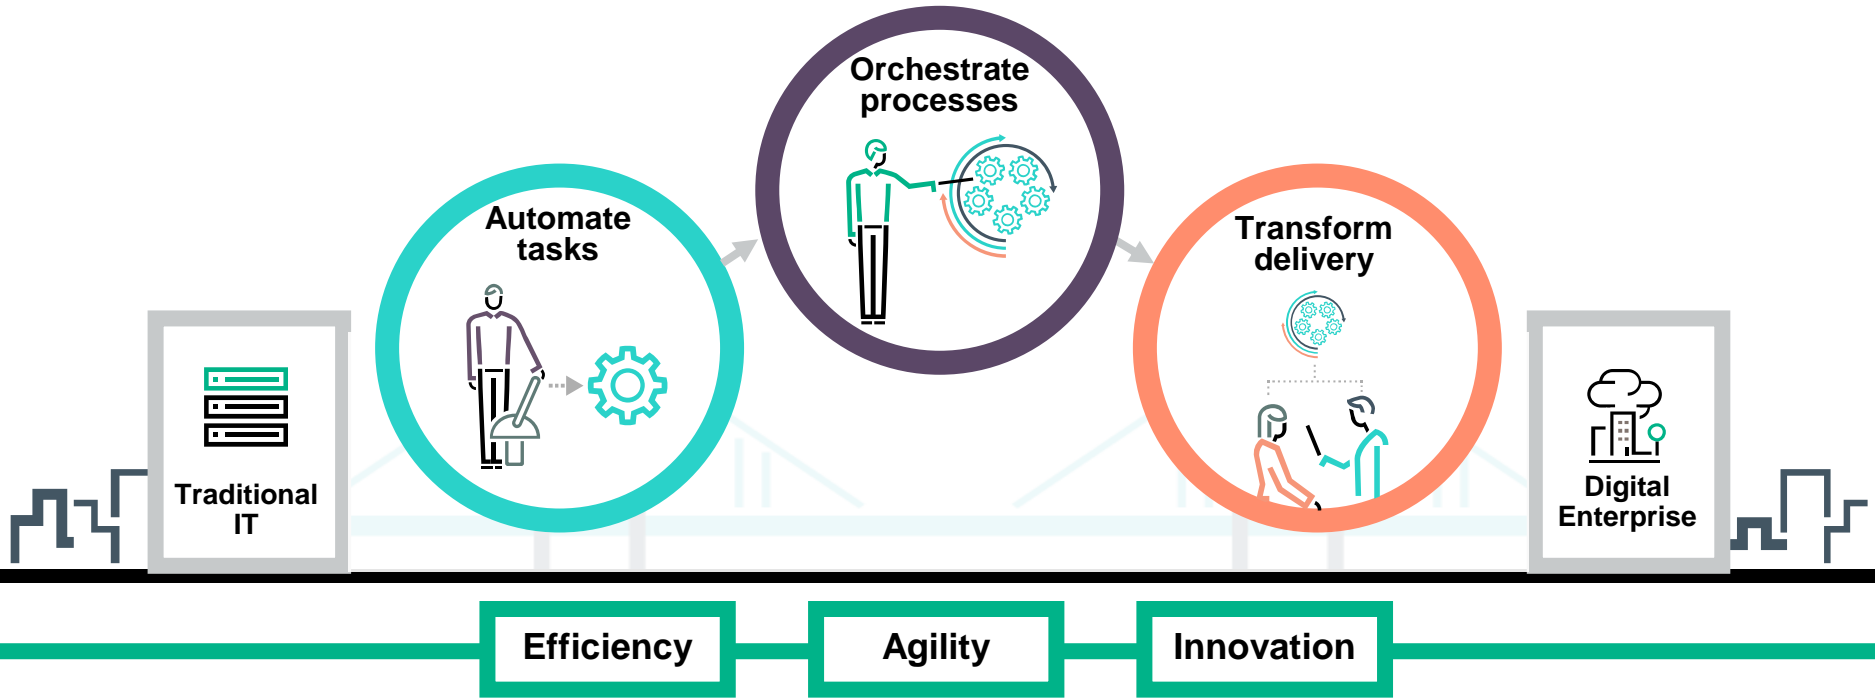 Orchestrate
processes
Automate
tasks
Transform
delivery
Traditional
IT
Digital
Enterprise
Efficiency
Agility
Innovation